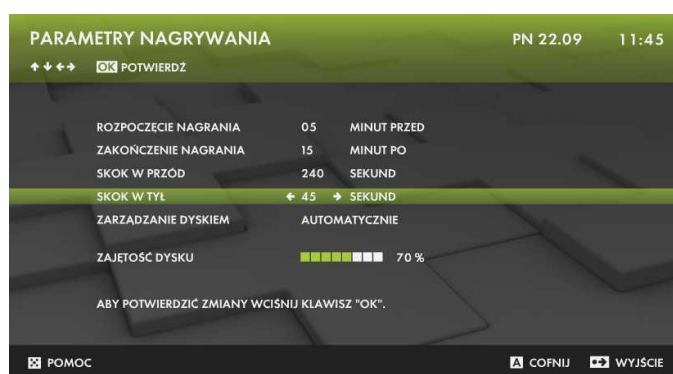 PARAMETRY NAGRYWANIA PN 22.09 11:45
OK POTWIERDŹ
ROZPOCZĘCIE NAGRANIA 05 MINUT PRZED
ZAKOŃCZENIE NAGRANIA 15 MINUT PO
SKOK W PRZÓD 240 SEKUND
SKOK W TYŁ 45 SEKUND
ZARZĄDZANIE DYSKIEM AUTOMATYCZNIE
ZAJĘTOŚĆ DYSKU 70 %
ABY POTWIERDZIĆ ZMIANY WCIŚNIJ KLAWISZ "OK".
POMOC A COFNIJ WYJŚCIE